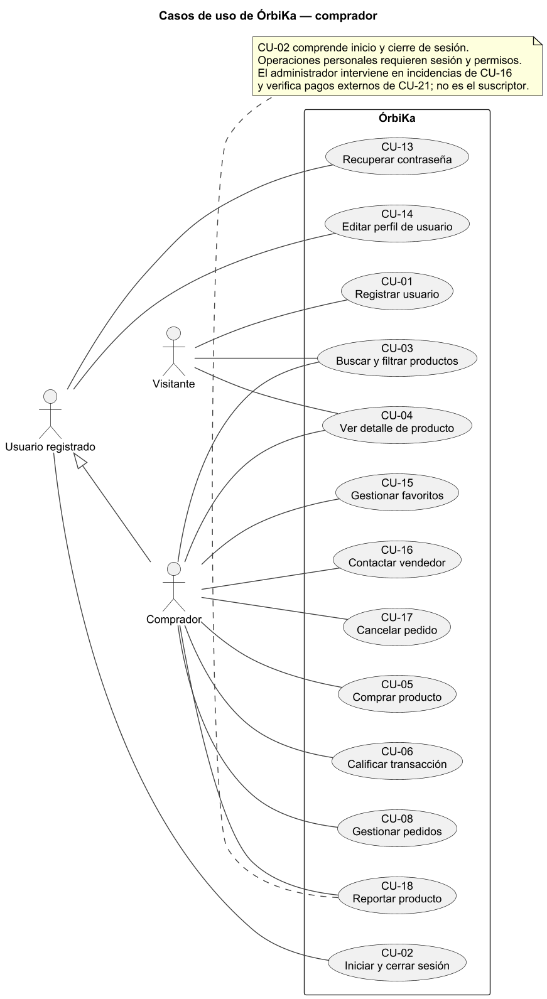 Casos de uso de ÓrbiKa — comprador
CU-02 comprende inicio y cierre de sesión.
Operaciones personales requieren sesión y permisos.
El administrador interviene en incidencias de CU-16
y verifica pagos externos de CU-21; no es el suscriptor.
ÓrbiKa
CU-13
Recuperar contraseña
CU-14
Editar perfil de usuario
CU-01
Registrar usuario
CU-03
Buscar y filtrar productos
Visitante
CU-04
Ver detalle de producto
Usuario registrado
CU-15
Gestionar favoritos
CU-16
Contactar vendedor
CU-17
Cancelar pedido
Comprador
CU-05
Comprar producto
CU-06
Calificar transacción
CU-08
Gestionar pedidos
CU-18
Reportar producto
CU-02
Iniciar y cerrar sesión